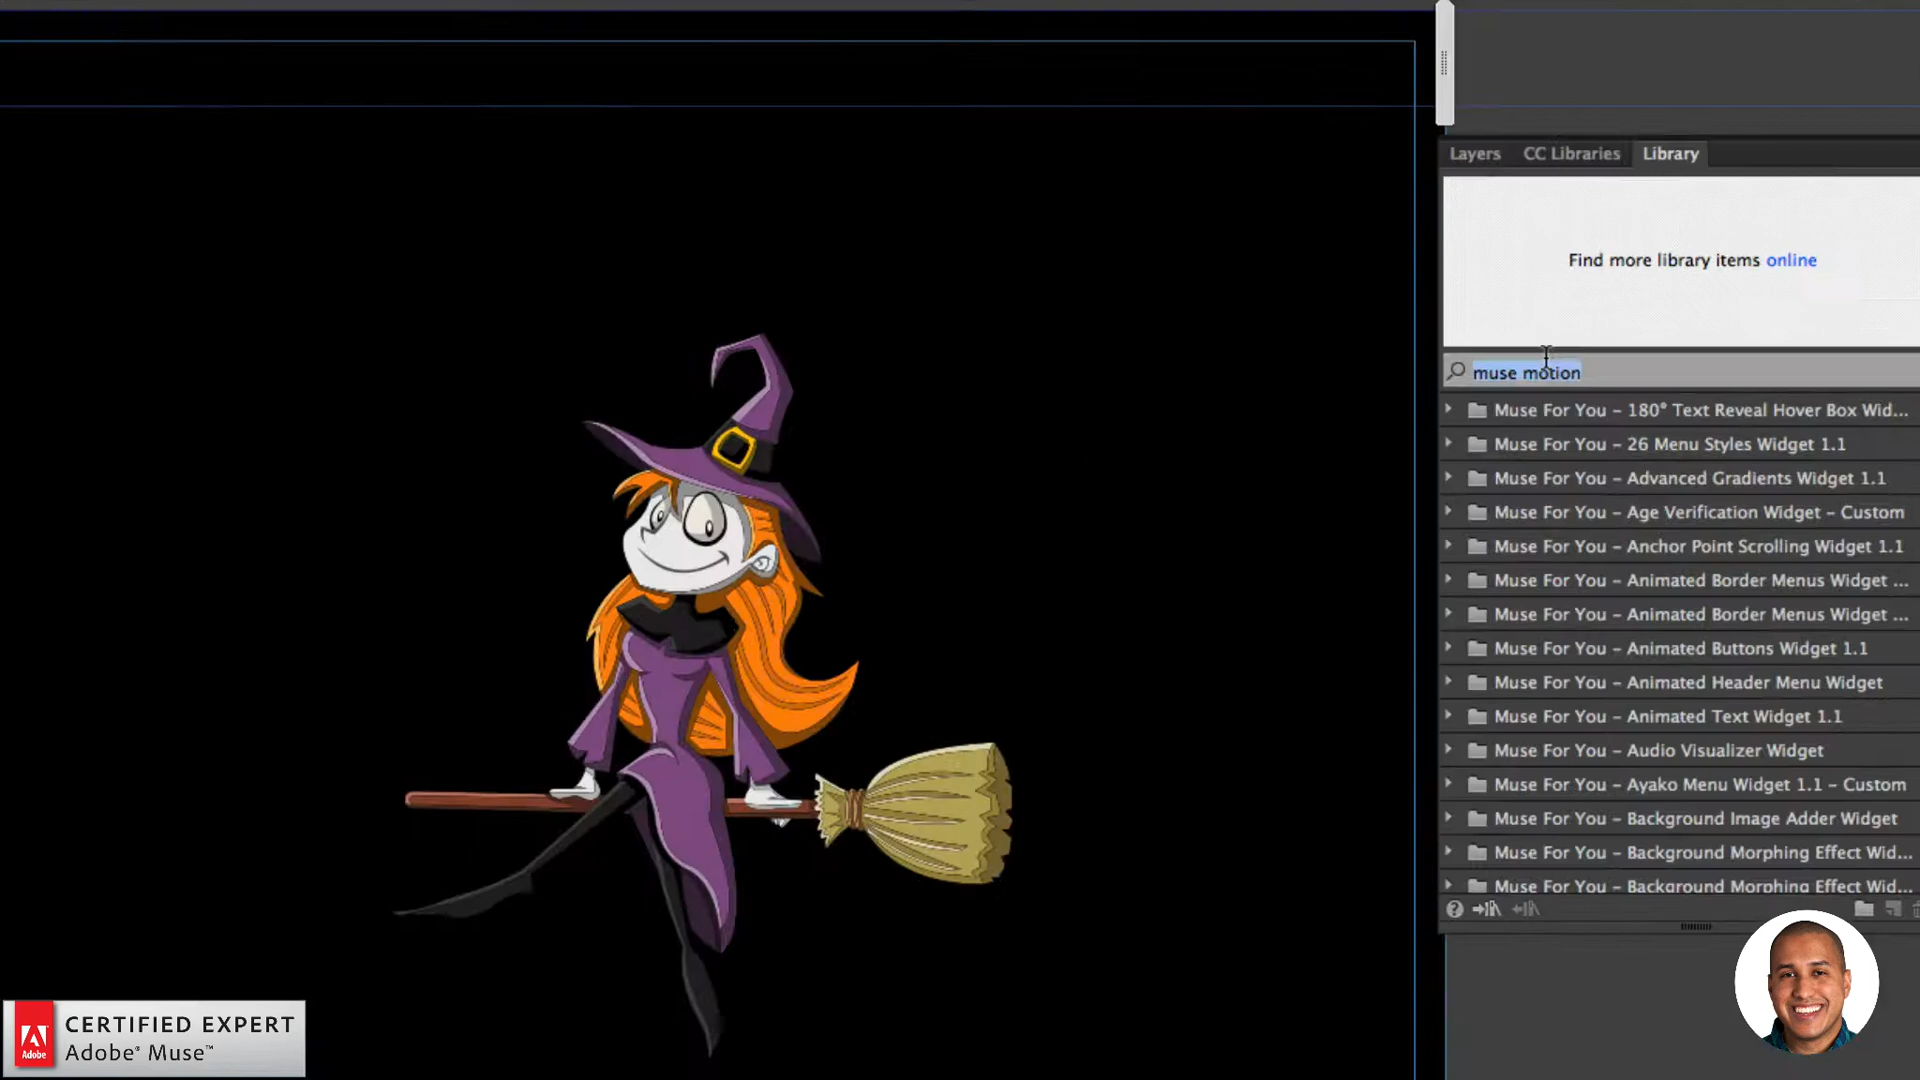 Layers CC Libraries Library
Find more library items online
muse motion
Muse For You - 180° Text Reveal Hover Box Wid...
Muse For You - 26 Menu Styles Widget 1.1
Muse For You - Advanced Gradients Widget 1.1
Muse For You - Age Verification Widget - Custom
Muse For You - Anchor Point Scrolling Widget 1.1
Muse For You - Animated Border Menus Widget ...
Muse For You - Animated Border Menus Widget ...
Muse For You - Animated Buttons Widget 1.1
Muse For You - Animated Header Menu Widget
Muse For You - Animated Text Widget 1.1
Muse For You - Audio Visualizer Widget
Muse For You - Ayako Menu Widget 1.1 - Custom
Muse For You - Background Image Adder Widget
Muse For You - Background Morphing Effect Wid...
Muse For You - Background Morphing Effect Wid...
CERTIFIED EXPERT
Adobe® Muse™
Adobe